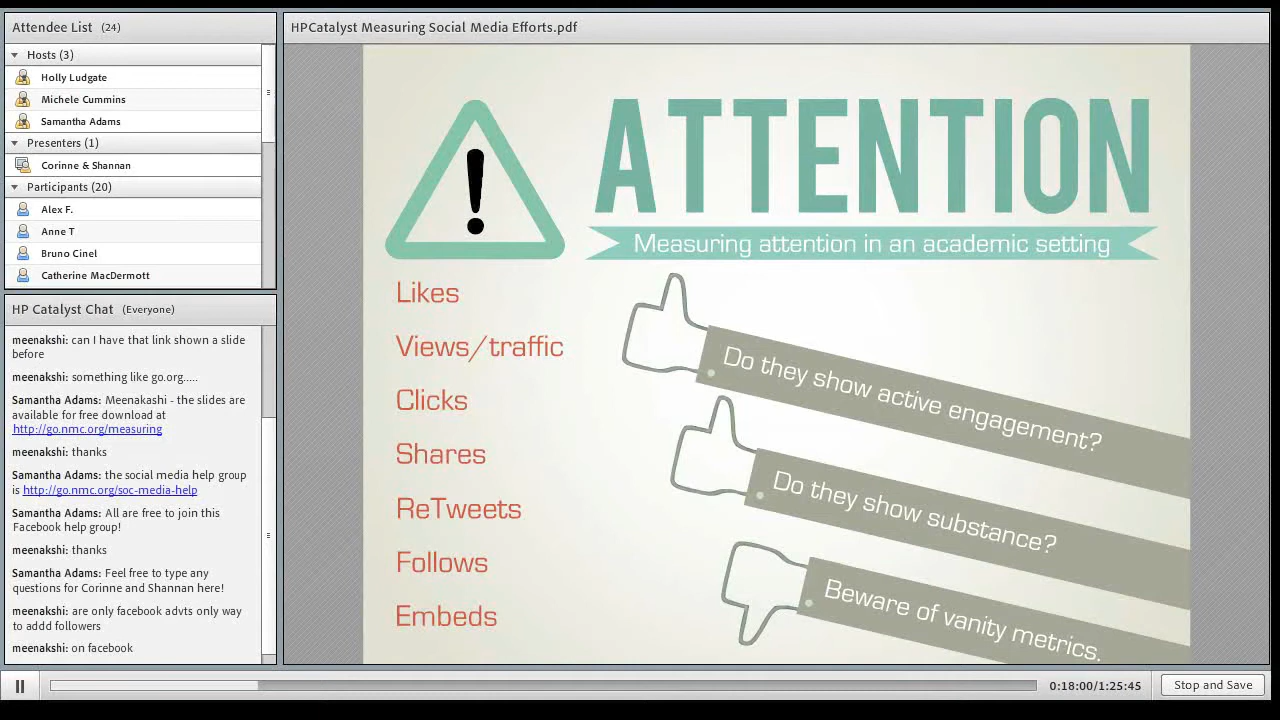 Attendee List (24)
Hosts (3)
Holly Ludgate
Michele Cummins
Samantha Adams
Presenters (1)
Corinne & Shannan
Participants (20)
Alex F.
Anne T
Bruno Cinel
Catherine MacDermott
HP Catalyst Chat (Everyone)
meenakshi: can I have that link shown a slide
before
meenakshi: something like go.org.....
Samantha Adams: Meenakashi - the slides are
available for free download at
http://go.nmc.org/measuring
meenakshi: thanks
Samantha Adams: the social media help group
is http://go.nmc.org/soc-media-help
Samantha Adams: All are free to join this
Facebook help group!
meenakshi: thanks
Samantha Adams: Feel free to type any
questions for Corinne and Shannan here!
meenakshi: are only facebook advts only way
to addd followers
meenakshi: on facebook
HPCatalyst Measuring Social Media Efforts.pdf
!
ATTENTION
Measuring attention in an academic setting
Likes
Views/traffic
Clicks
Shares
ReTweets
Follows
Embeds
Do they show active engagement?
Do they show substance?
Beware of vanity metrics.
0:18:00/1:25:45
Stop and Save